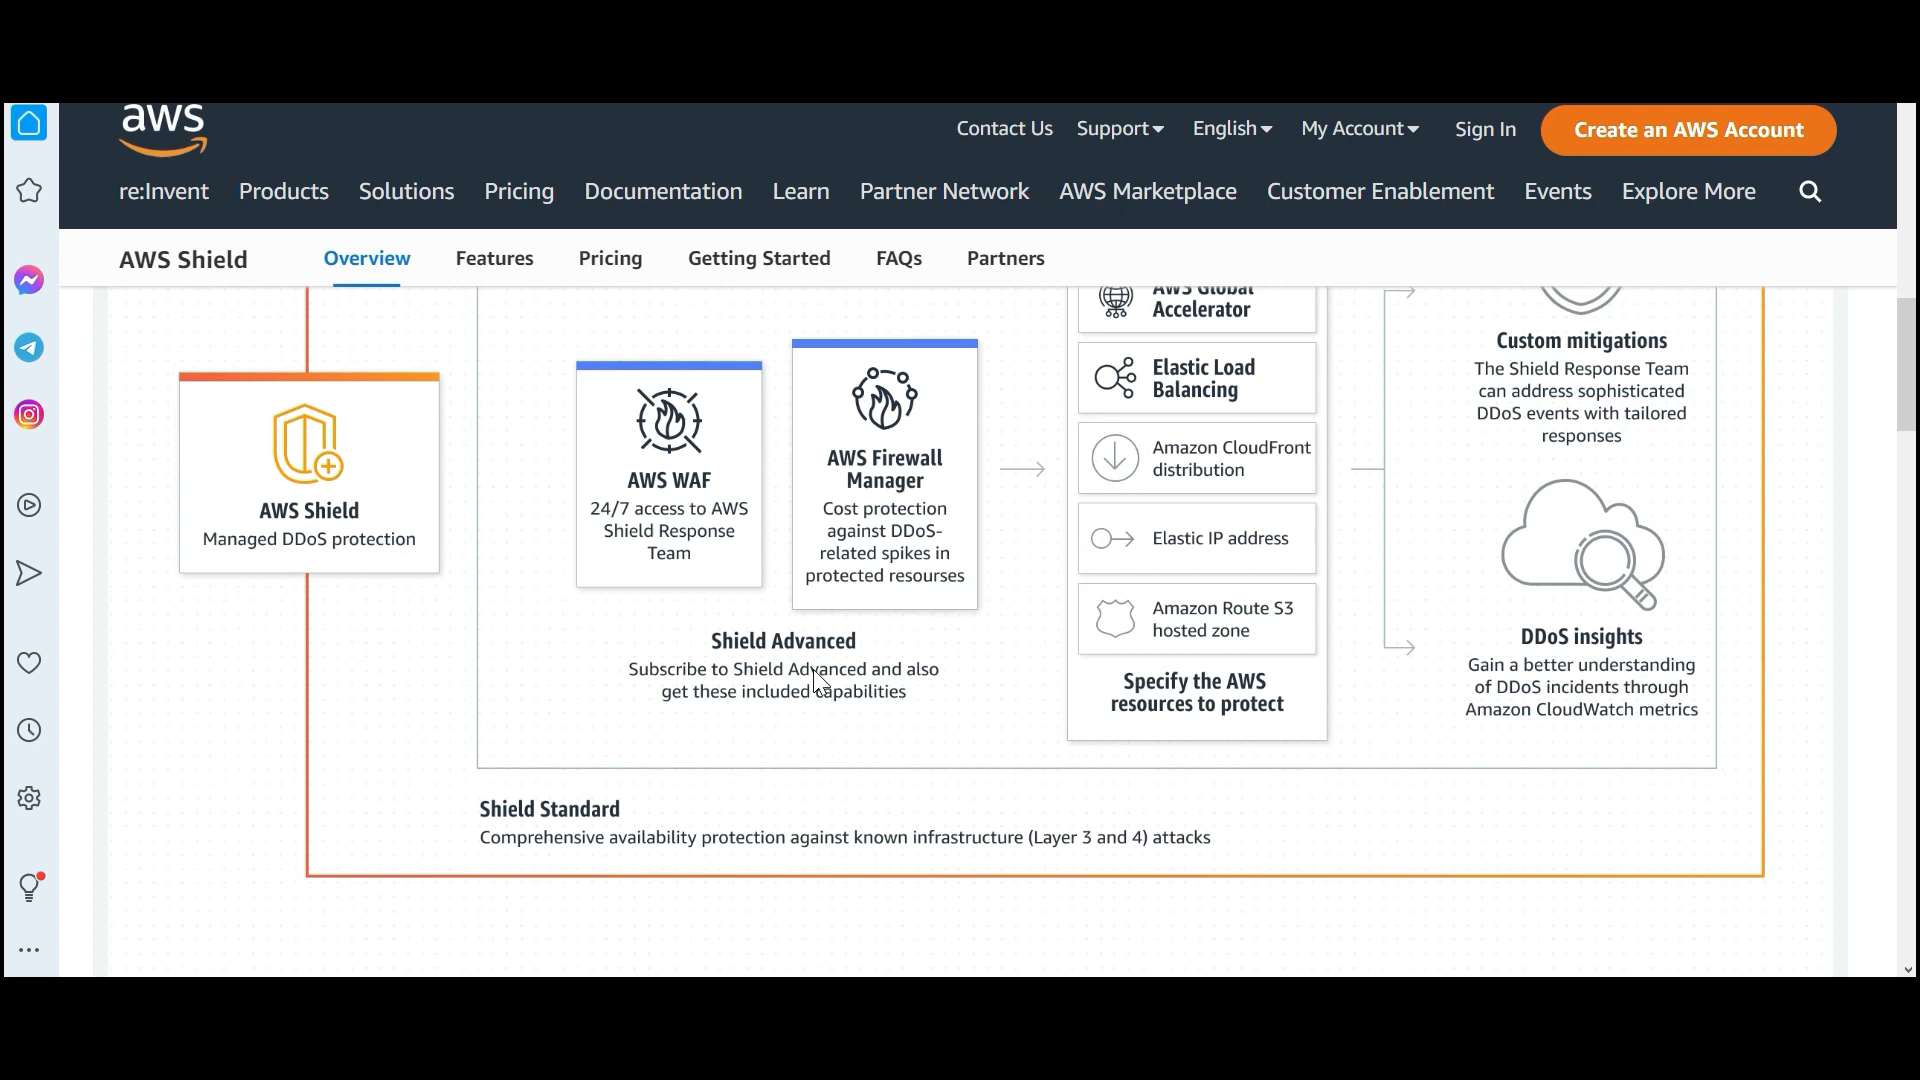 aws
Contact Us Support English My Account Sign In Create an AWS Account
re:Invent Products Solutions Pricing Documentation Learn Partner Network AWS Marketplace Customer Enablement Events Explore More
AWS Shield Overview Features Pricing Getting Started FAQs Partners
AWS Shield
Managed DDoS protection
AWS WAF
24/7 access to AWS
Shield Response
Team
AWS Firewall
Manager
Cost protection
against DDoS-
related spikes in
protected resourses
Shield Advanced
Subscribe to Shield Advanced and also
get these included capabilities
AWS Global
Accelerator
Elastic Load
Balancing
Amazon CloudFront
distribution
Elastic IP address
Amazon Route S3
hosted zone
Specify the AWS
resources to protect
Custom mitigations
The Shield Response Team
can address sophisticated
DDoS events with tailored
responses
DDoS insights
Gain a better understanding
of DDoS incidents through
Amazon CloudWatch metrics
Shield Standard
Comprehensive availability protection against known infrastructure (Layer 3 and 4) attacks